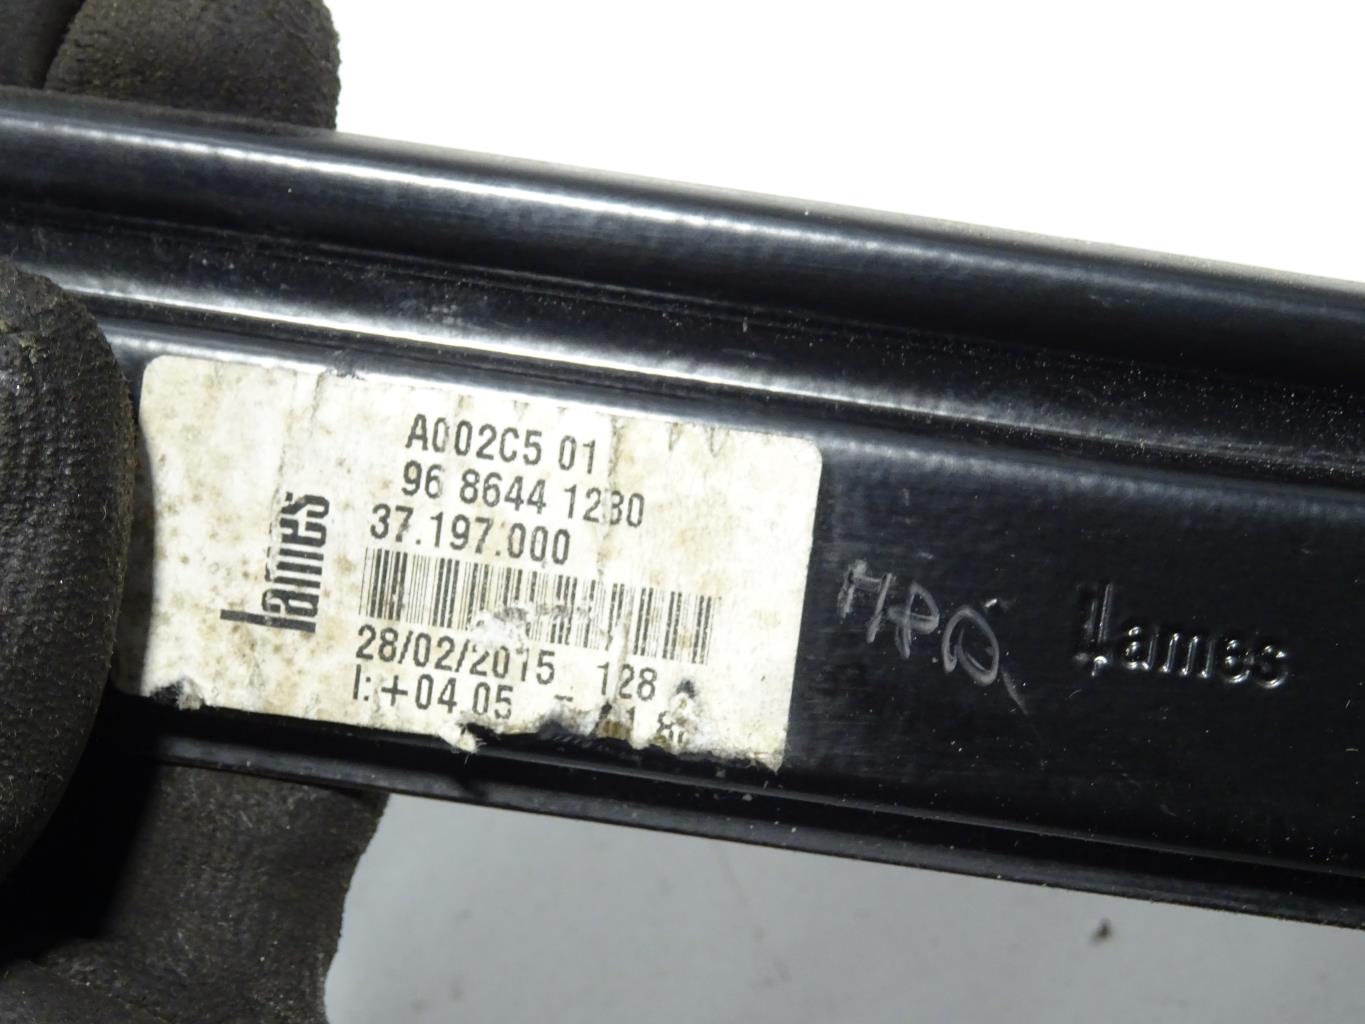 A002C5 01
96 8644 1280
37.197.000
lames
28/02/2015 128
I: +04.05 -
lames